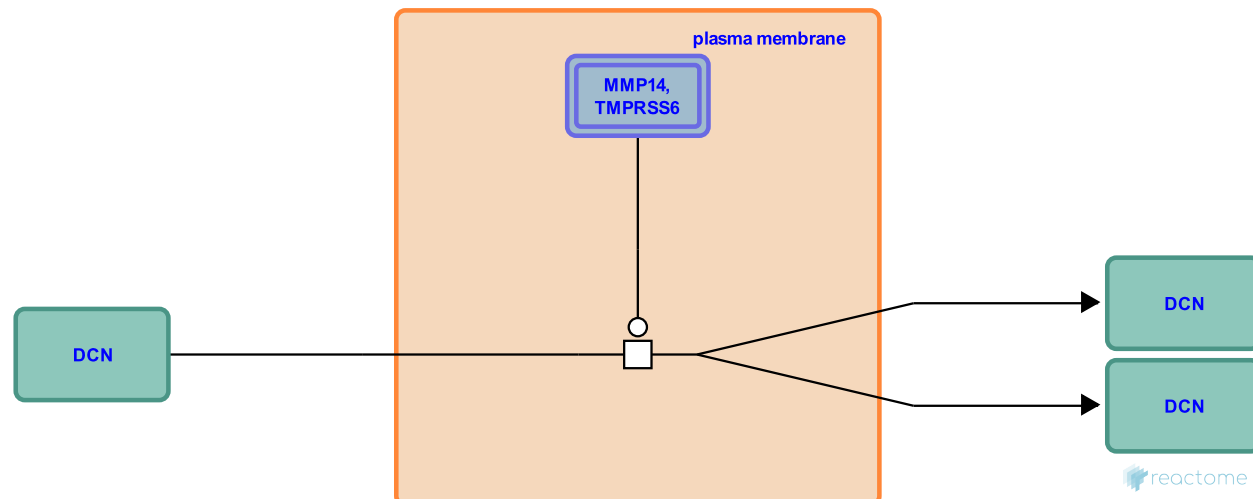 plasma membrane
MMP14,
TMPRSS6
DCN
DCN
DCN
reactome